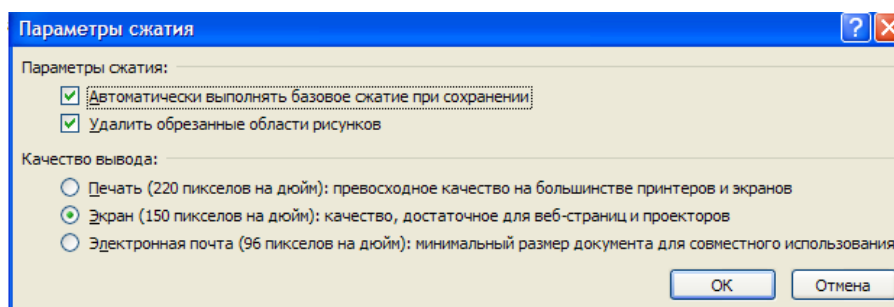 Параметры сжатия
Параметры сжатия:
Автоматически выполнять базовое сжатие при сохранении
Удалить обрезанные области рисунков
Качество вывода:
Печать (220 пикселов на дюйм): превосходное качество на большинстве принтеров и экранов
Экран (150 пикселов на дюйм): качество, достаточное для веб-страниц и проекторов
Электронная почта (96 пикселов на дюйм): минимальный размер документа для совместного использования
ОК Отмена